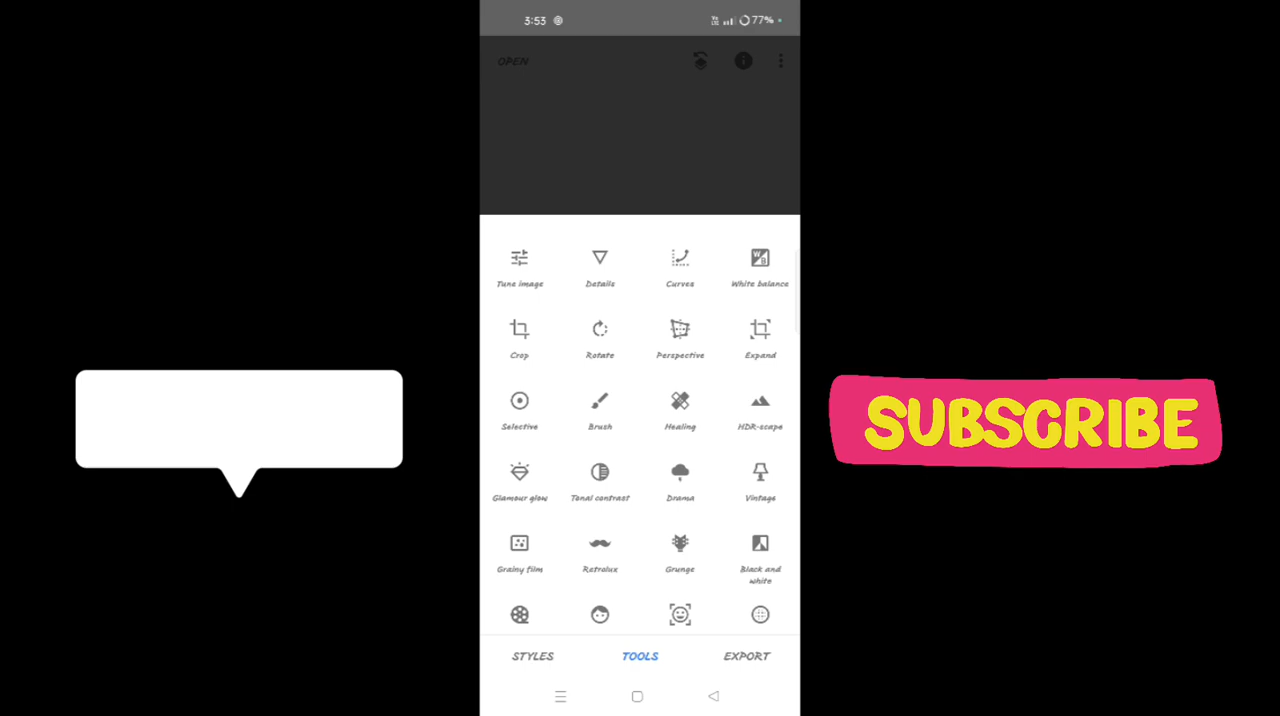 3:53 77%
OPEN
Tune image Details Curves White balance
Crop Rotate Perspective Expand
Selective Brush Healing HDR-scape
SUBSCRIBE
Glamour glow Tonal contrast Drama Vintage
Grainy film Retrolux Grunge Black and
white
STYLES TOOLS EXPORT